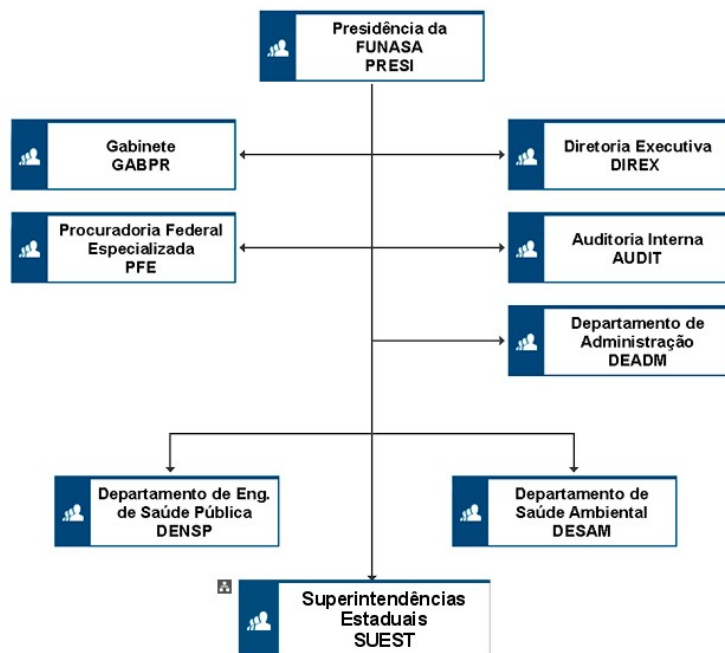 Presidência da
FUNASA
PRESI
Gabinete
GABPR
Diretoria Executiva
DIREX
Procuradoria Federal
Especializada
PFE
Auditoria Interna
AUDIT
Departamento de
Administração
DEADM
Departamento de Eng.
de Saúde Pública
DENSP
Departamento de
Saúde Ambiental
DESAM
Superintendências
Estaduais
SUEST